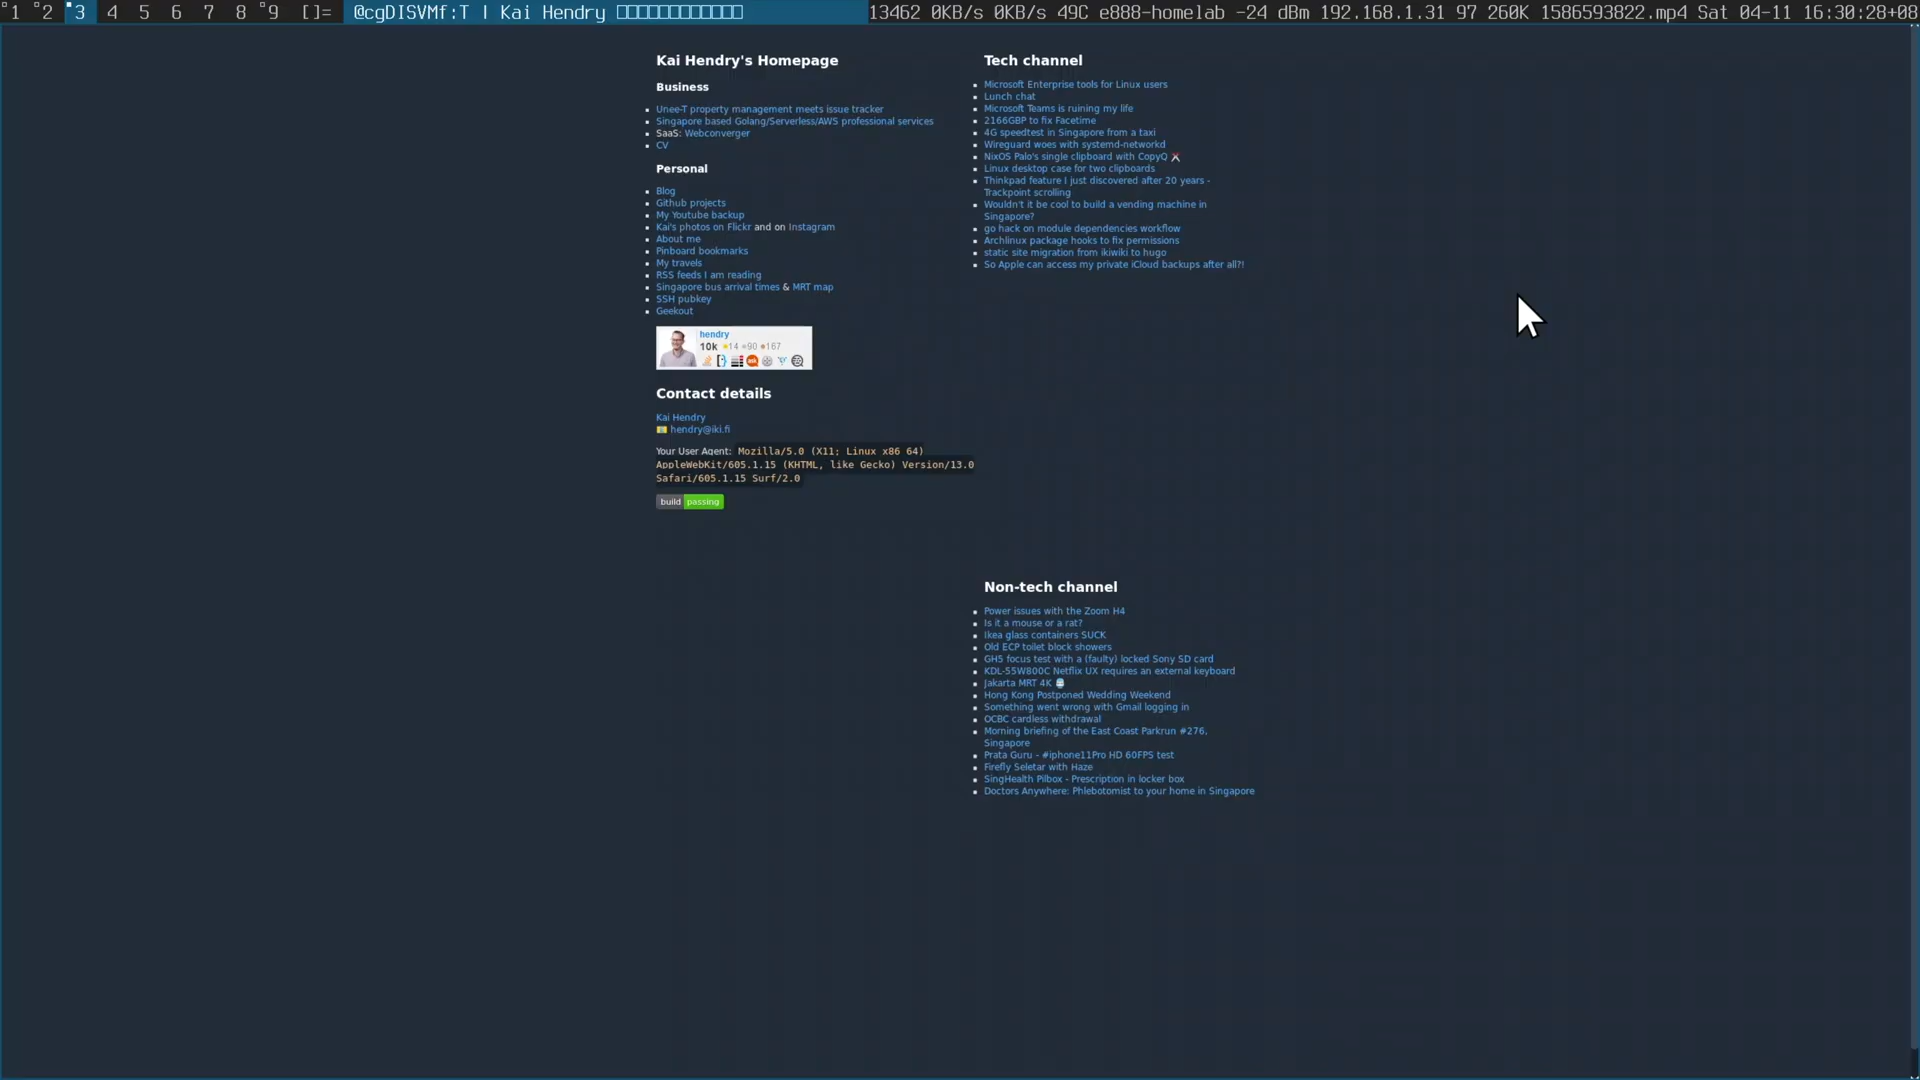 1 2 3 4 5 6 7 8 9 []= @cgDISVMf:T | Kai Hendry 13462 0KB/s 0KB/s 49C e888-homelab -24 dBm 192.168.1.31 97 260K 1586593822.mp4 Sat 04-11 16:30:28+08
Kai Hendry's Homepage
Business
Unee-T property management meets issue tracker
Singapore based Golang/Serverless/AWS professional services
SaaS: Webconverger
CV
Personal
Blog
Github projects
My Youtube backup
Kai's photos on Flickr and on Instagram
About me
Pinboard bookmarks
My travels
RSS feeds I am reading
Singapore bus arrival times & MRT map
SSH pubkey
Geekout
hendry
10k 14 90 167
Contact details
Kai Hendry
hendry@iki.fi
Your User Agent: Mozilla/5.0 (X11; Linux x86 64)
AppleWebKit/605.1.15 (KHTML, like Gecko) Version/13.0
Safari/605.1.15 Surf/2.0
build passing
Tech channel
Microsoft Enterprise tools for Linux users
Lunch chat
Microsoft Teams is ruining my life
2166GBP to fix Facetime
4G speedtest in Singapore from a taxi
Wireguard woes with systemd-networkd
NixOS Palo's single clipboard with CopyQ
Linux desktop case for two clipboards
Thinkpad feature I just discovered after 20 years -
Trackpoint scrolling
Wouldn't it be cool to build a vending machine in
Singapore?
go hack on module dependencies workflow
Archlinux package hooks to fix permissions
static site migration from ikiwiki to hugo
So Apple can access my private iCloud backups after all?!
Non-tech channel
Power issues with the Zoom H4
Is it a mouse or a rat?
Ikea glass containers SUCK
Old ECP toilet block showers
GH5 focus test with a (faulty) locked Sony SD card
KDL-55W800C Netflix UX requires an external keyboard
Jakarta MRT 4K
Hong Kong Postponed Wedding Weekend
Something went wrong with Gmail logging in
OCBC cardless withdrawal
Morning briefing of the East Coast Parkrun #276,
Singapore
Prata Guru - #iphone11Pro HD 60FPS test
Firefly Seletar with Haze
SingHealth Pilbox - Prescription in locker box
Doctors Anywhere: Phlebotomist to your home in Singapore